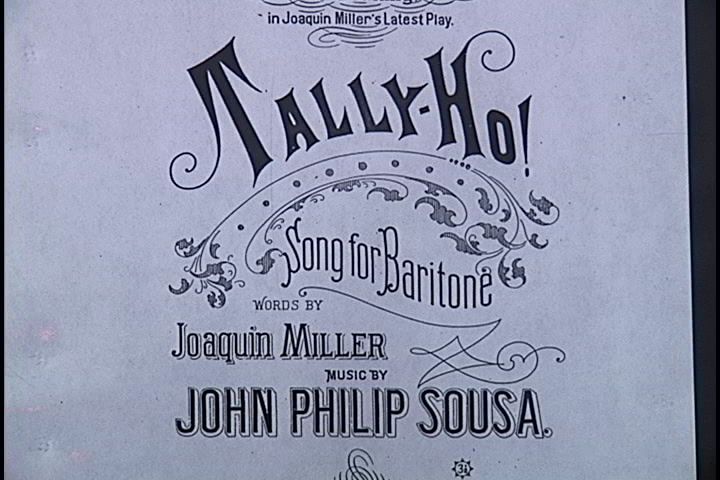 in Joaquin Miller's Latest Play.
TALLY-HO!
Song for Baritone
WORDS BY
Joaquin MILLER
MUSIC BY
JOHN PHILIP SOUSA.